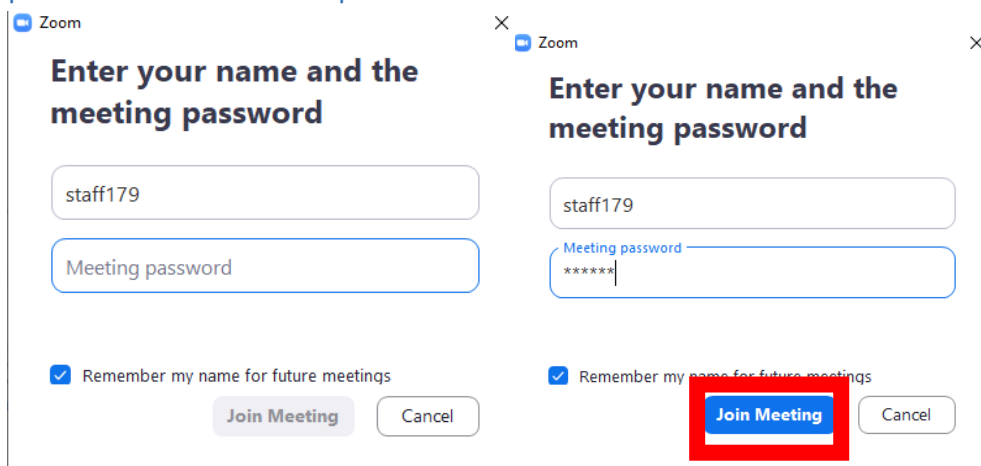 Zoom
Enter your name and the
meeting password
staff179
Meeting password
Remember my name for future meetings
Join Meeting
Cancel
Zoom
Enter your name and the
meeting password
staff179
Meeting password
******
Remember my name for future meetings
Join Meeting
Cancel